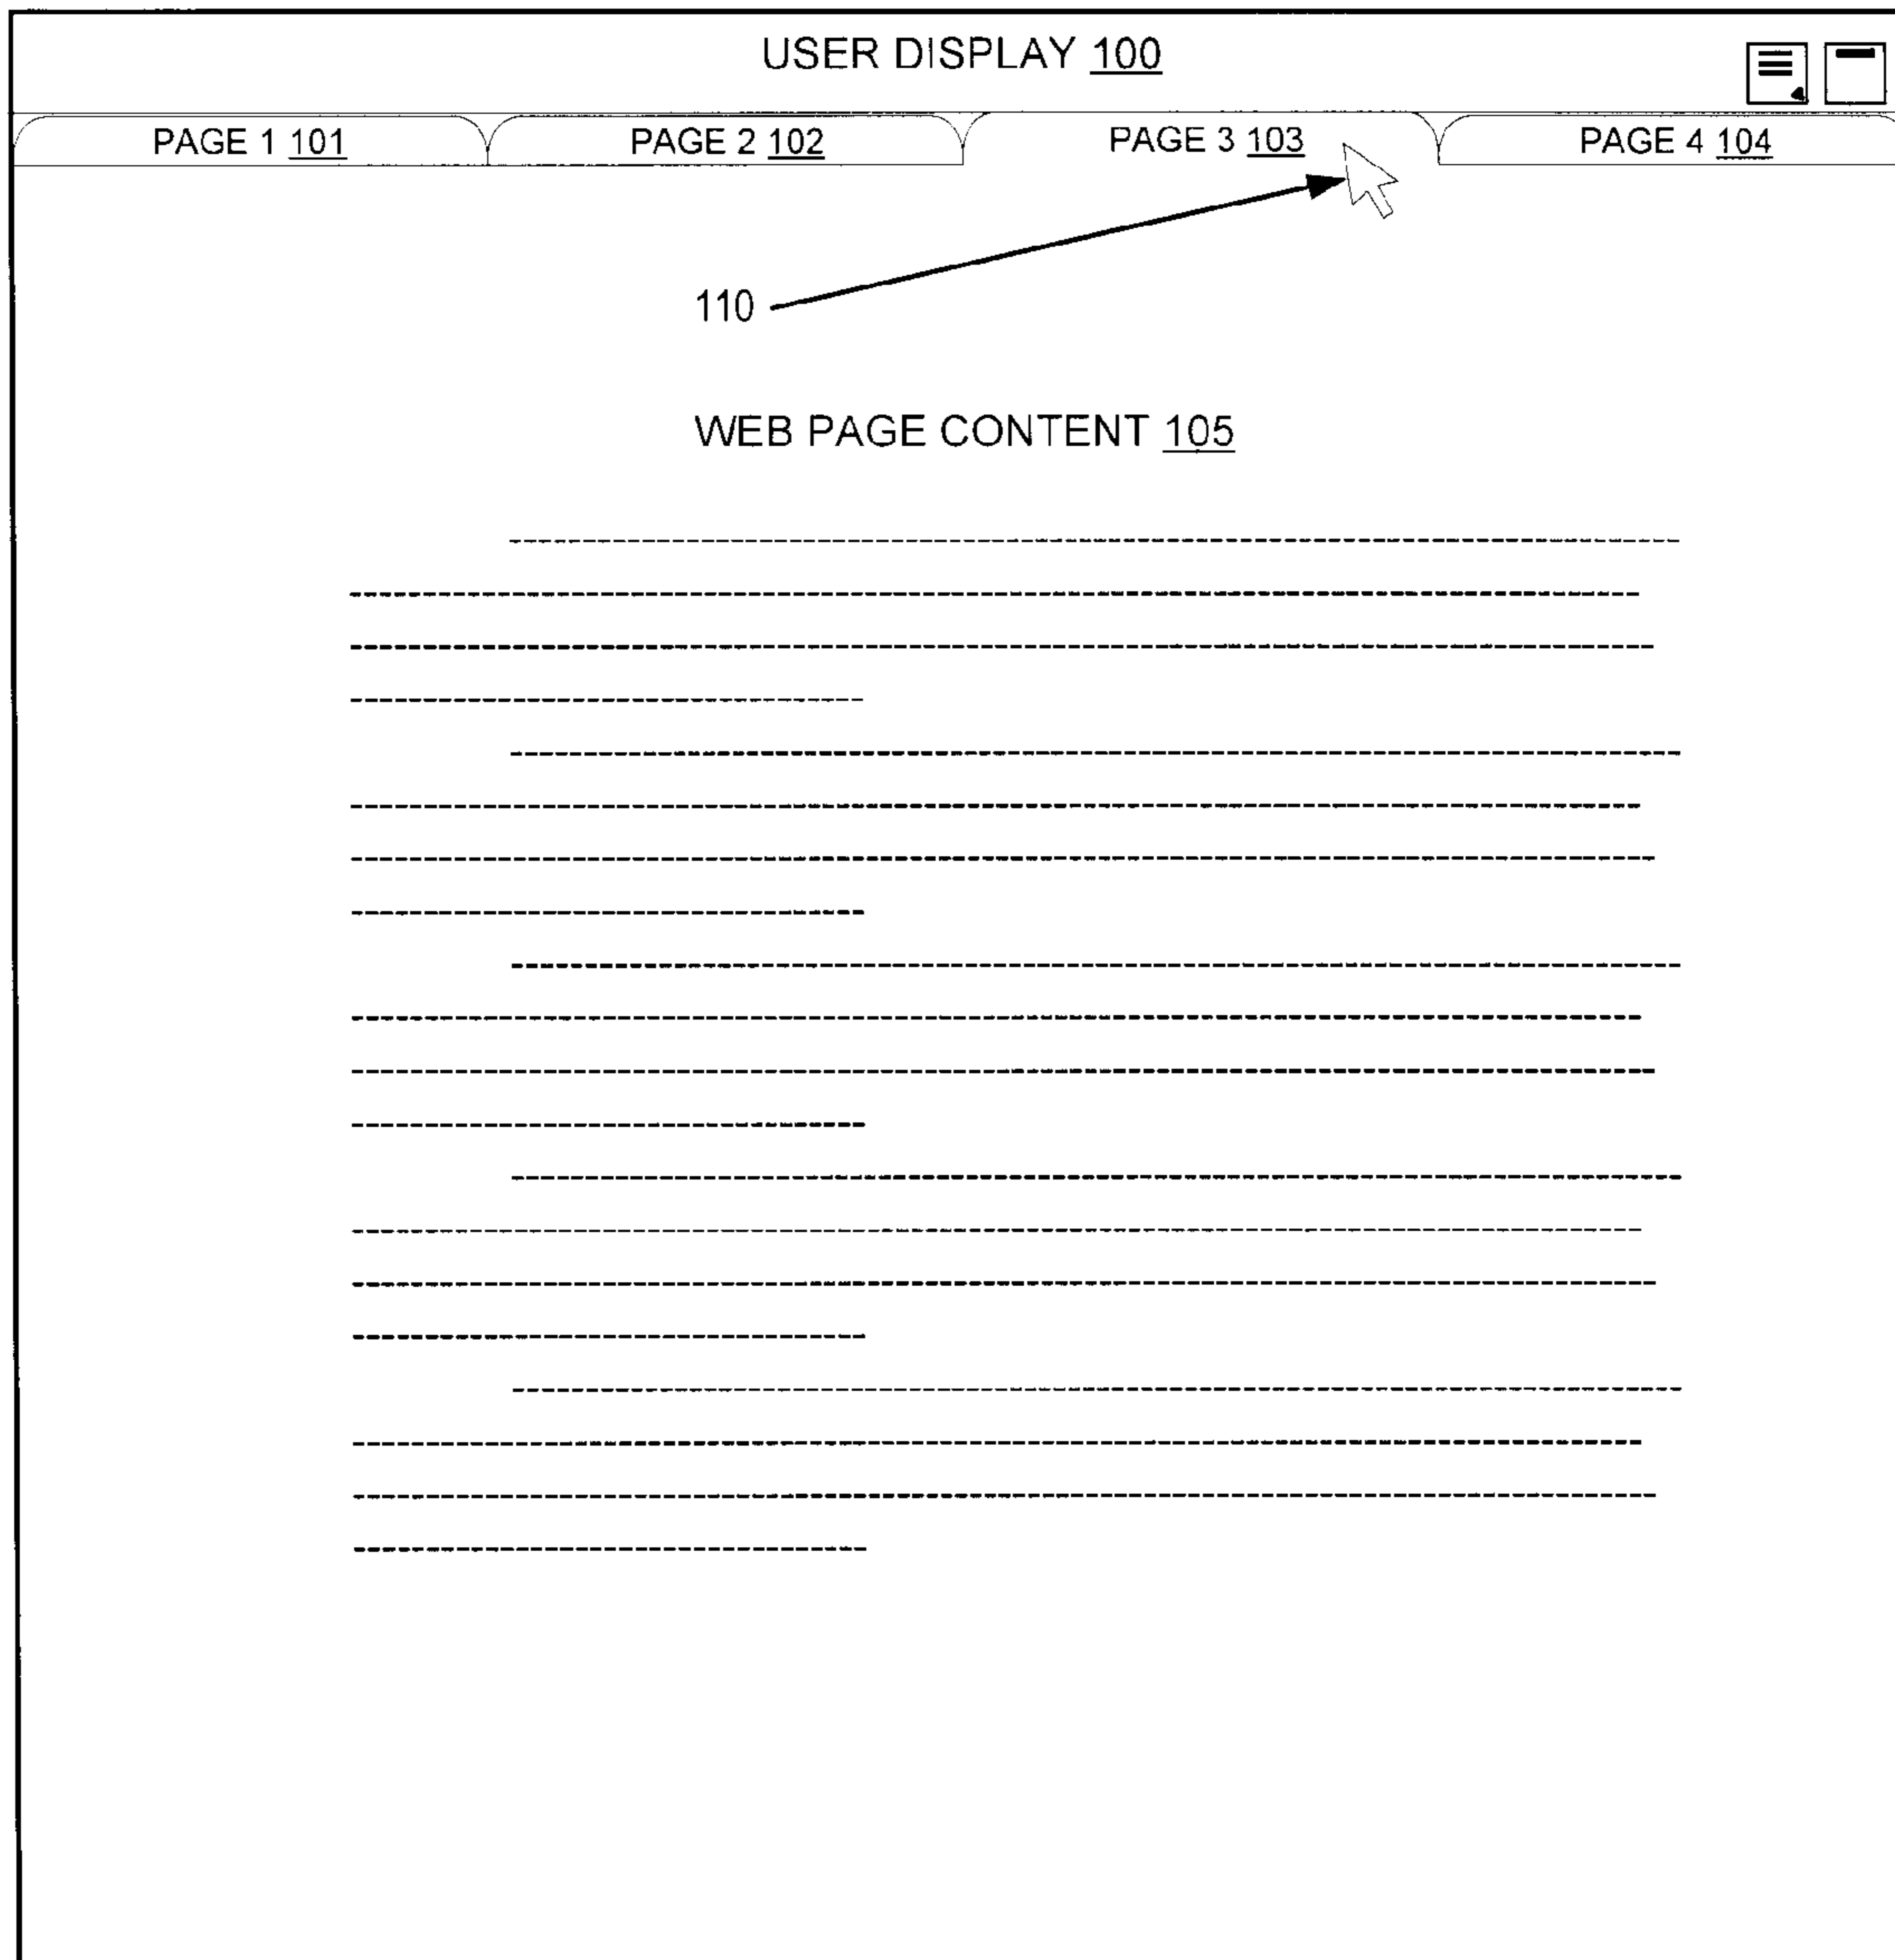 USER DISPLAY 100
PAGE 1 101 PAGE 2 102 PAGE 3 103 PAGE 4 104
110
WEB PAGE CONTENT 105